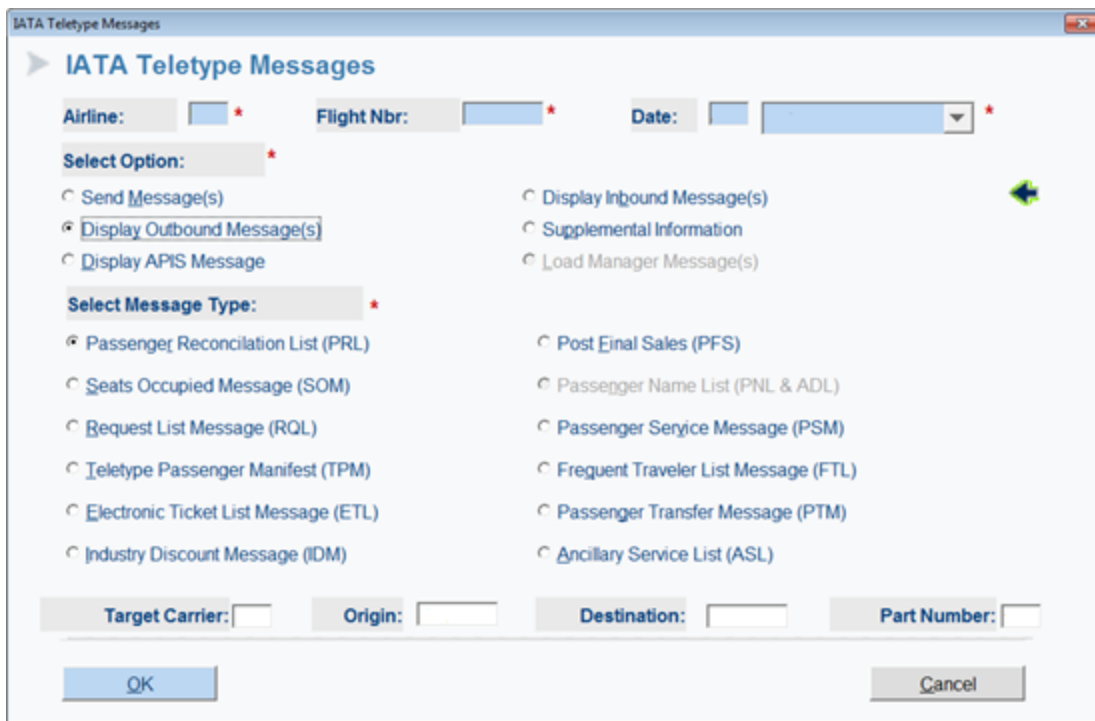 IATA Teletype Messages
IATA Teletype Messages
Airline: * Flight Nbr: * Date: *
Select Option: *
Send Message(s) Display Inbound Message(s)
Display Outbound Message(s) Supplemental Information
Display APIS Message Load Manager Message(s)
Select Message Type: *
Passenger Reconcilation List (PRL) Post Final Sales (PFS)
Seats Occupied Message (SOM) Passenger Name List (PNL & ADL)
Request List Message (RQL) Passenger Service Message (PSM)
Teletype Passenger Manifest (TPM) Frequent Traveler List Message (FTL)
Electronic Ticket List Message (ETL) Passenger Transfer Message (PTM)
Industry Discount Message (IDM) Ancillary Service List (ASL)
Target Carrier: Origin: Destination: Part Number:
OK Cancel